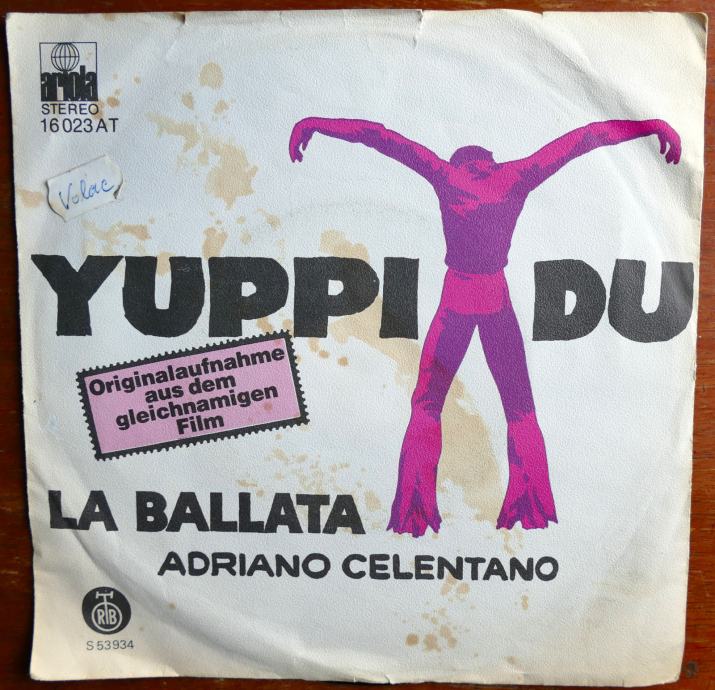 ariola
STEREO
16 023 AT
Volac
YUPPI DU
Originalaufnahme
aus dem
gleichnamigen
Film
LA BALLATA
ADRIANO CELENTANO
RTB
S 53934